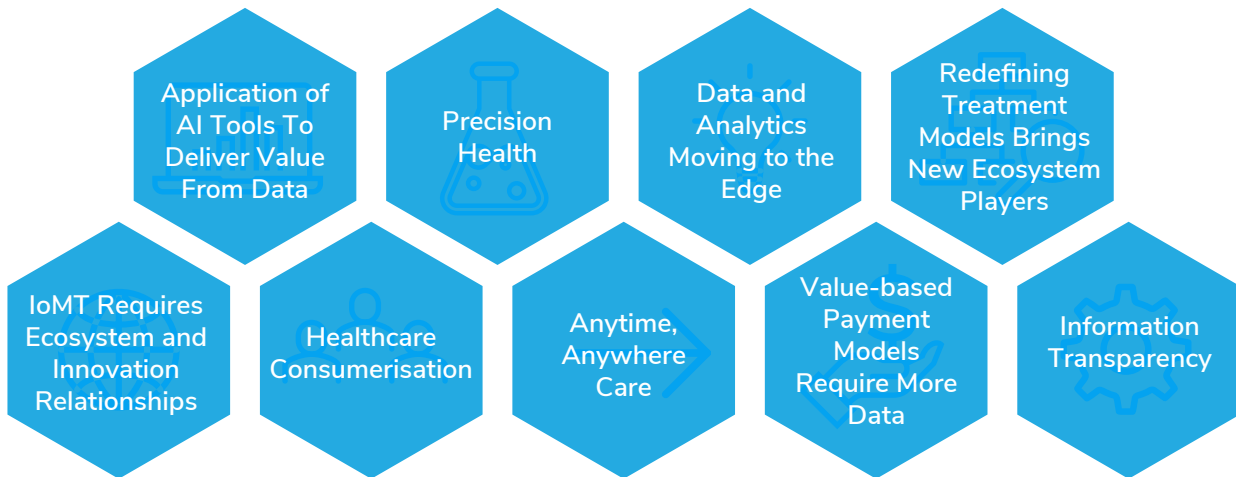 Application of
AI Tools To
Deliver Value
From Data
Precision
Health
Data and
Analytics
Moving to the
Edge
Redefining
Treatment
Models Brings
New Ecosystem
Players
IoMT Requires
Ecosystem and
Innovation
Relationships
Healthcare
Consumerisation
Anytime,
Anywhere
Care
Value-based
Payment
Models
Require More
Data
Information
Transparency